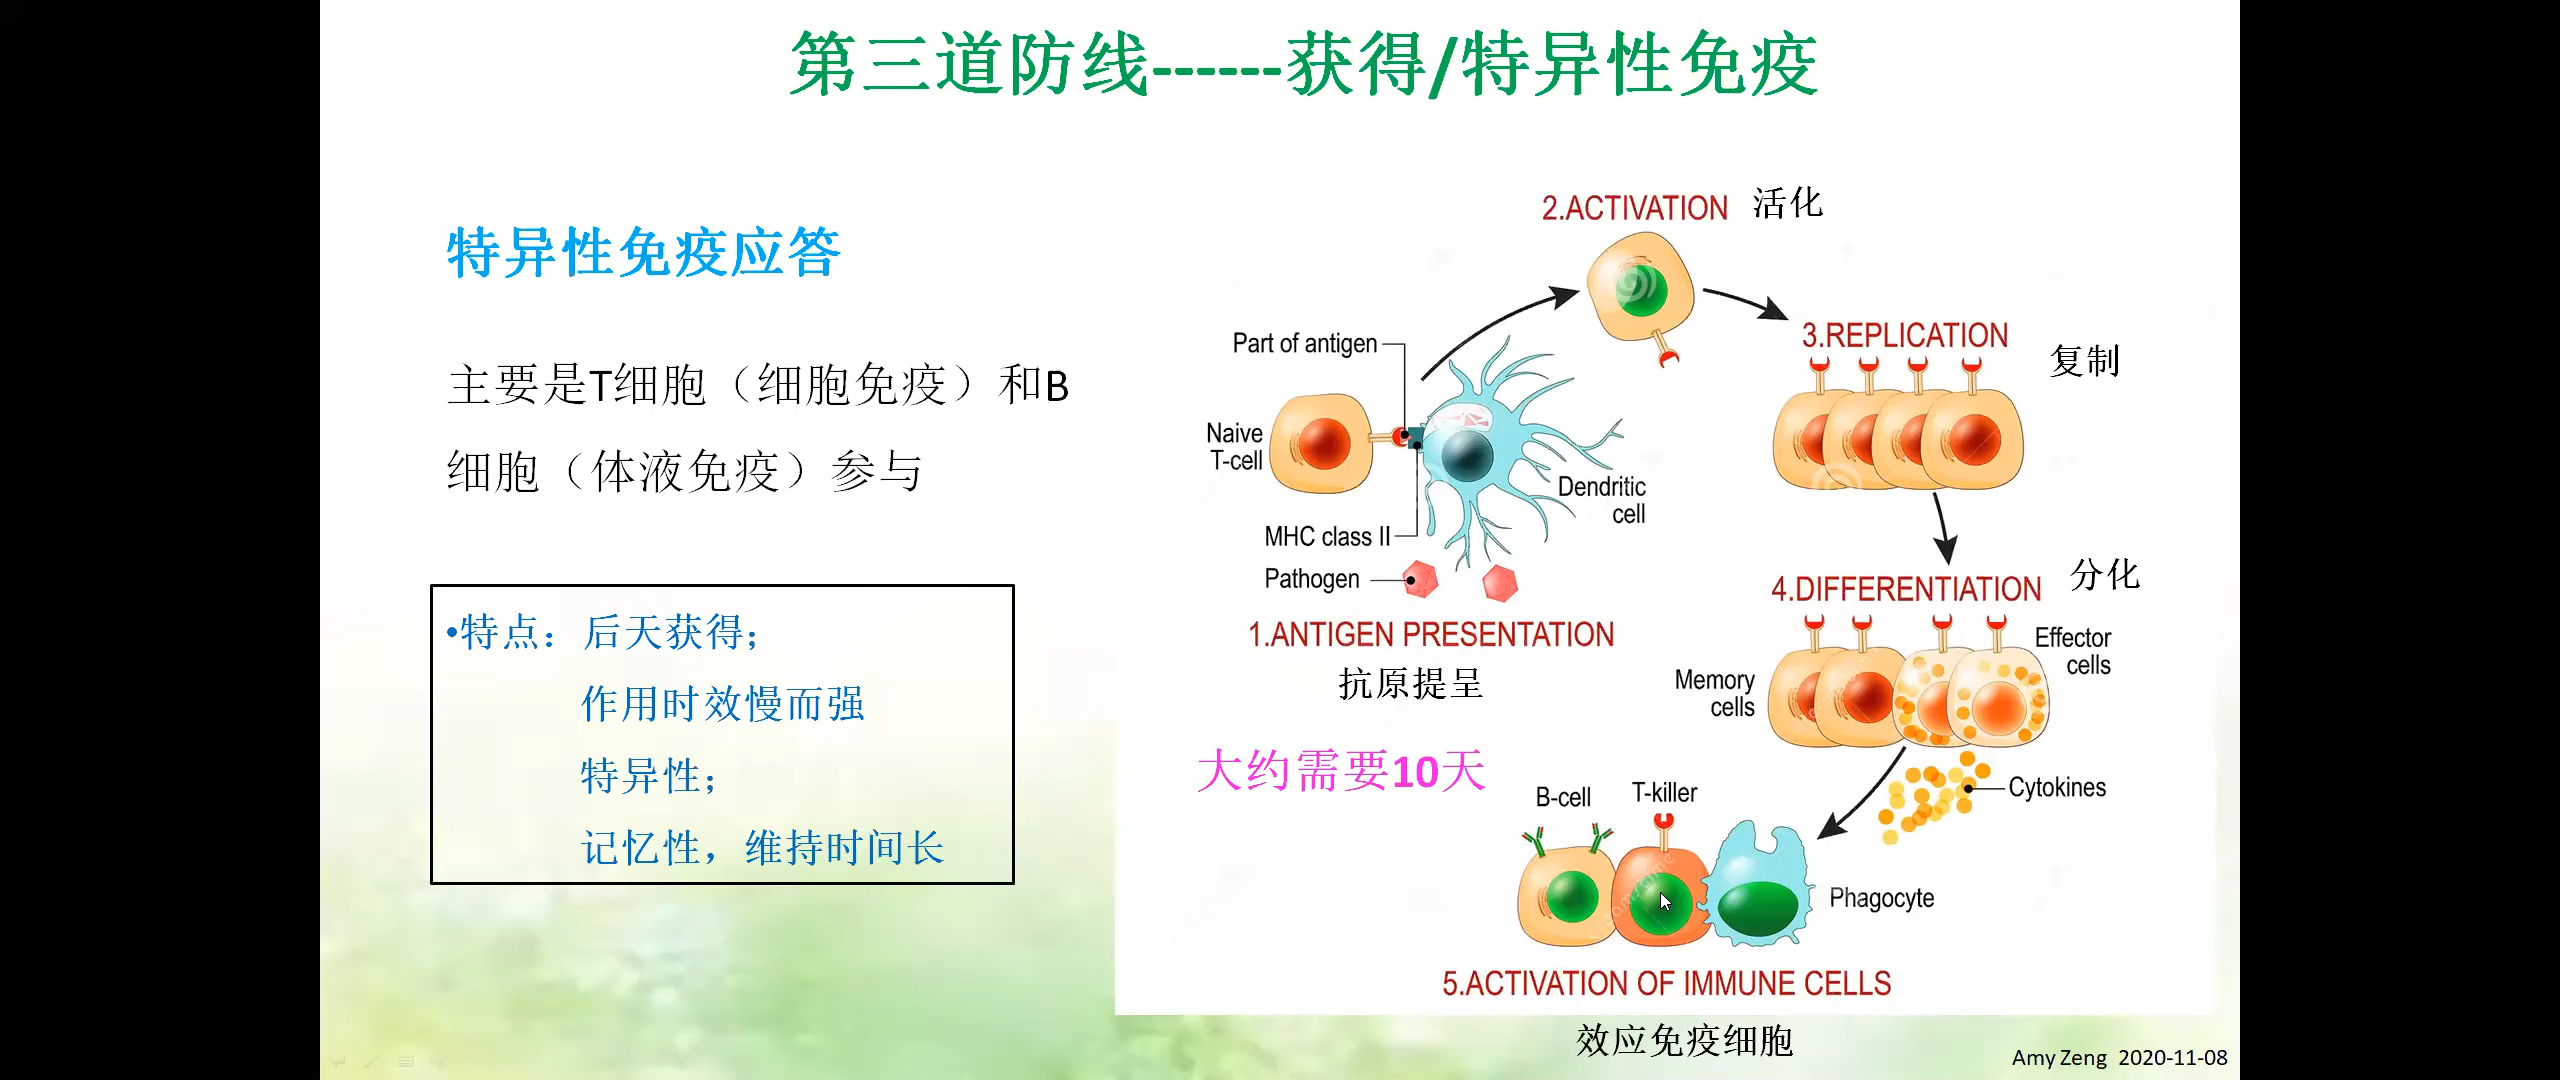 第三道防线------获得/特异性免疫
特异性免疫应答
主要是T细胞（细胞免疫）和B
细胞（体液免疫）参与
•特点：后天获得；
作用时效慢而强
特异性；
记忆性，维持时间长
2.ACTIVATION 活化
Part of antigen
3.REPLICATION
复制
Naive
T-cell
Dendritic
cell
MHC class II
Pathogen
1.ANTIGEN PRESENTATION
抗原提呈
分化
4.DIFFERENTIATION
Effector
cells
Memory
cells
大约需要10天
Cytokines
B-cell
T-killer
Phagocyte
5.ACTIVATION OF IMMUNE CELLS
效应免疫细胞
Amy Zeng 2020-11-08